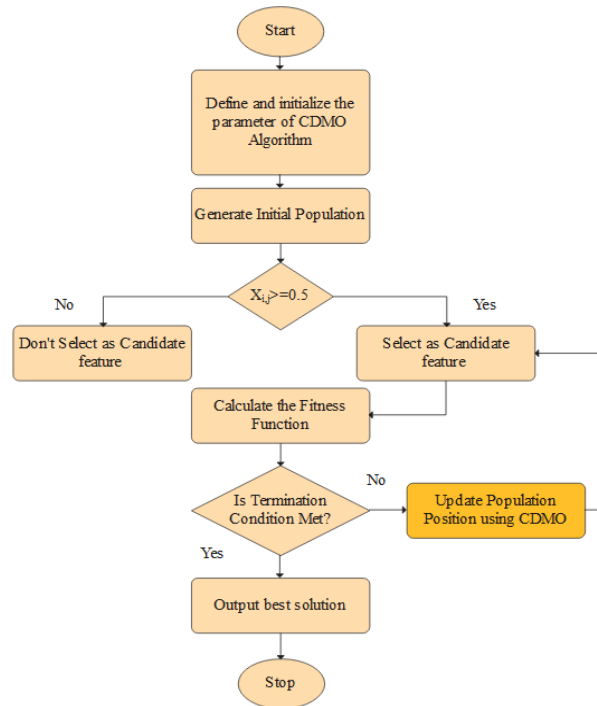 Start
Define and initialize the
parameter of CDMO
Algorithm
Generate Initial Population
Xi,j>=0.5
No
Yes
Don't Select as Candidate
feature
Select as Candidate
feature
Calculate the Fitness
Function
Is Termination
Condition Met?
No
Update Population
Position using CDMO
Yes
Output best solution
Stop